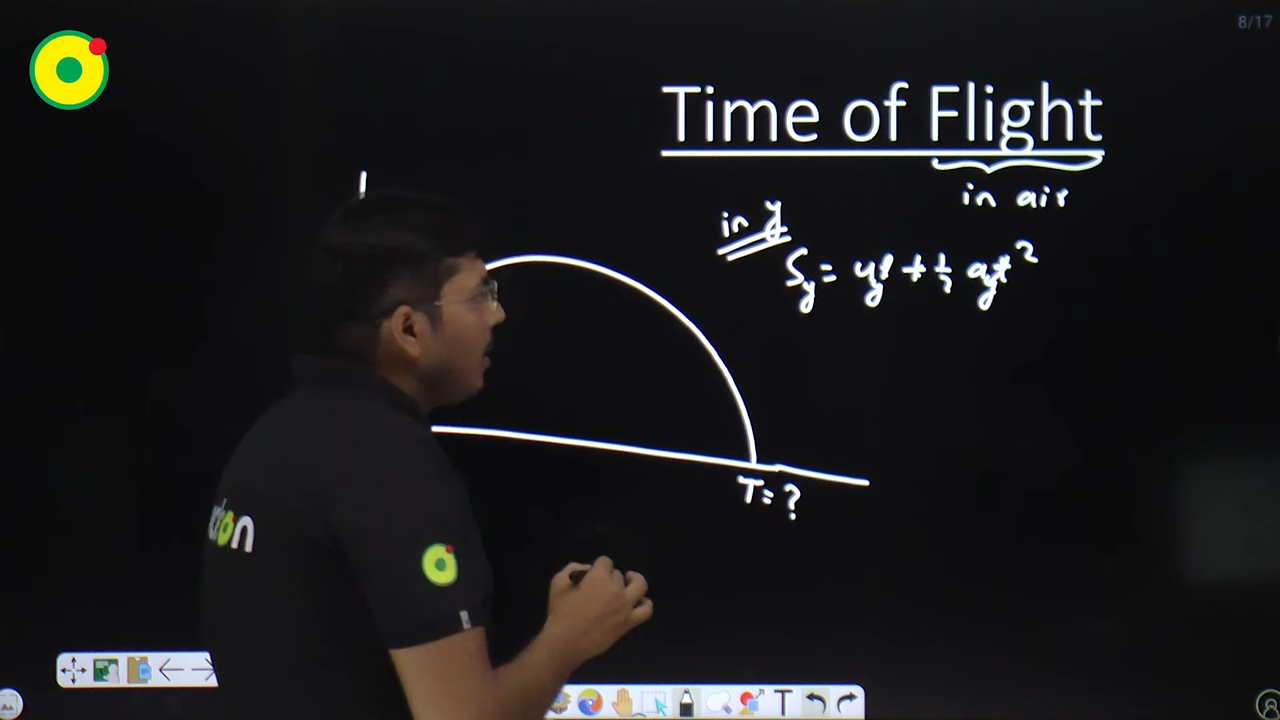 8/17
Time of Flight
in air
in y
Sy = uyt + 1/2 ayt²
T = ?